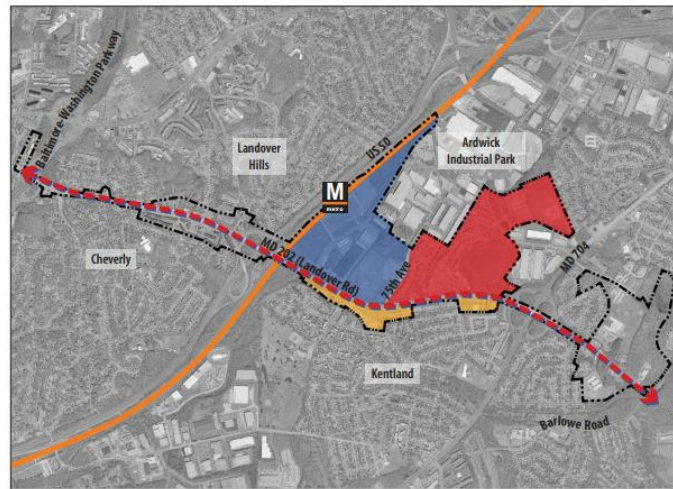 Baltimore-Washington Parkway
Landover
Hills
US 50
Ardwick
Industrial Park
M
metro
Cheverly
MD 202 (Landover Rd)
75th Ave
MD 704
Kentland
Barlowe Road